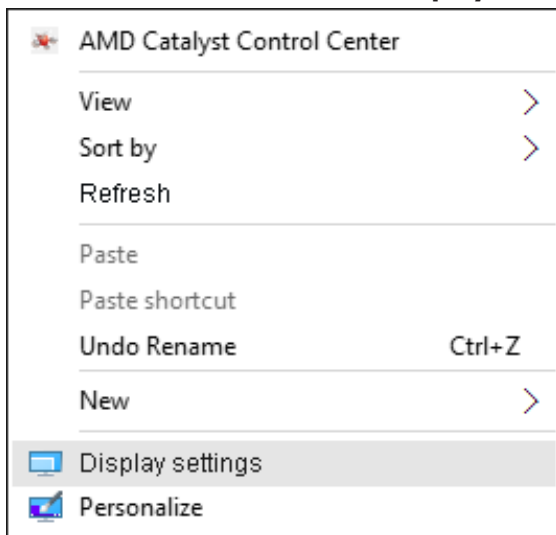 AMD Catalyst Control Center
View
Sort by
Refresh
Paste
Paste shortcut
Undo Rename Ctrl+Z
New
Display settings
Personalize